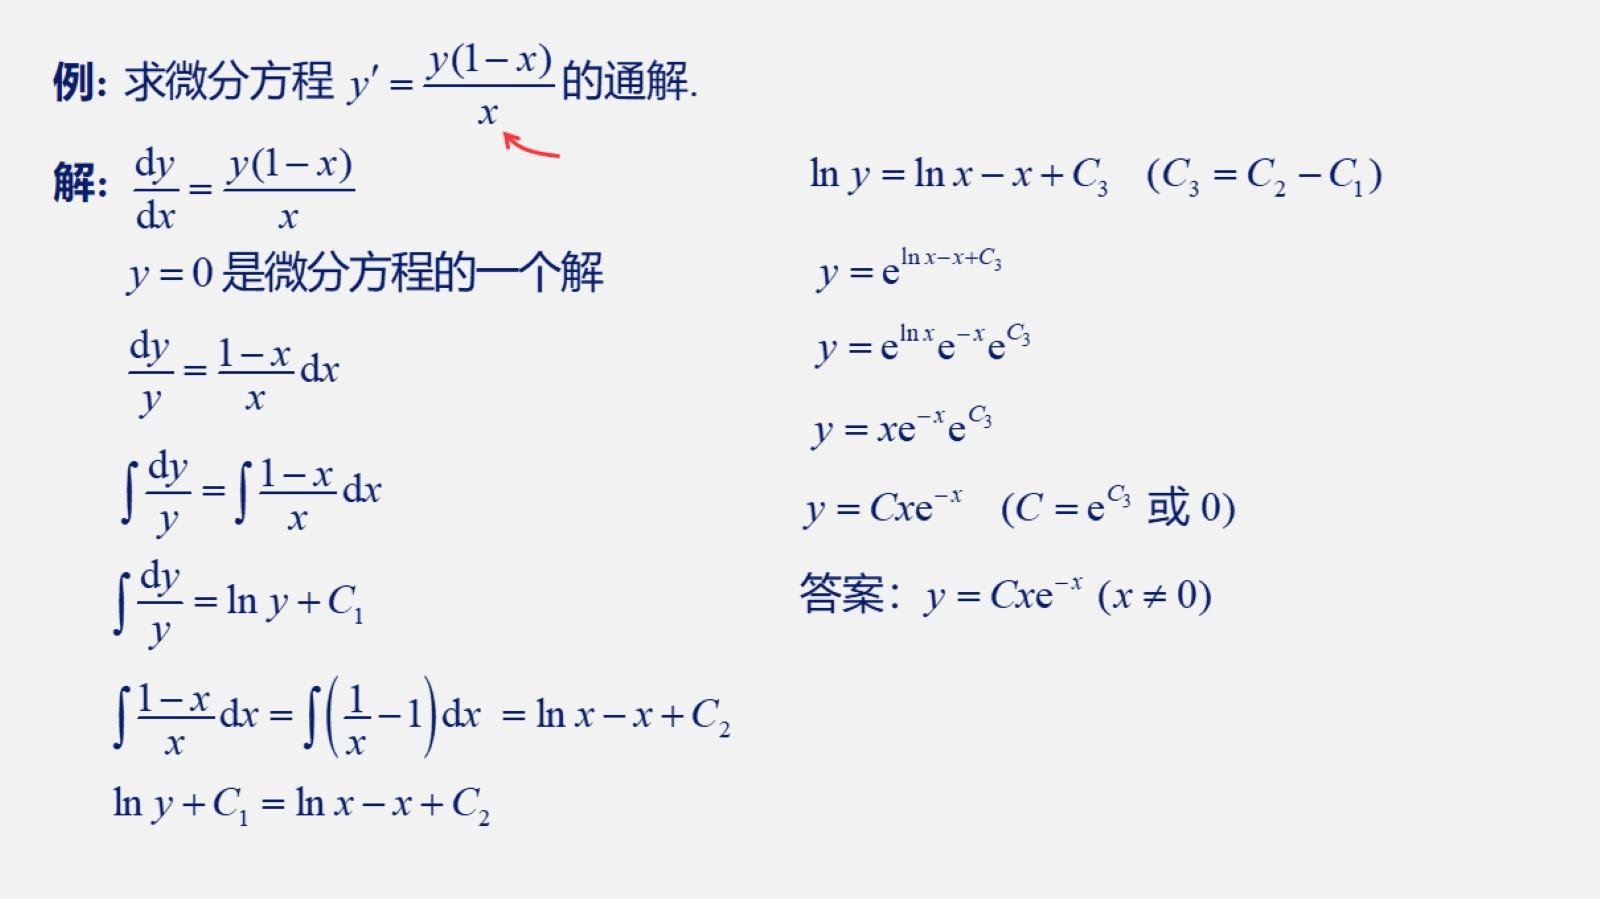 例: 求微分方程 y′ = y(1−x)/x 的通解.
解: dy/dx = y(1−x)/x
y = 0 是微分方程的一个解
dy/y = (1−x)/x dx
∫ dy/y = ∫ (1−x)/x dx
∫ dy/y = ln y + C₁
∫ (1−x)/x dx = ∫ (1/x − 1) dx = ln x − x + C₂
ln y + C₁ = ln x − x + C₂
ln y = ln x − x + C₃ (C₃ = C₂ − C₁)
y = e^(ln x − x + C₃)
y = e^(ln x) e^(−x) e^(C₃)
y = xe^(−x) e^(C₃)
y = Cxe^(−x) (C = e^(C₃) 或 0)
答案：y = Cxe^(−x) (x ≠ 0)